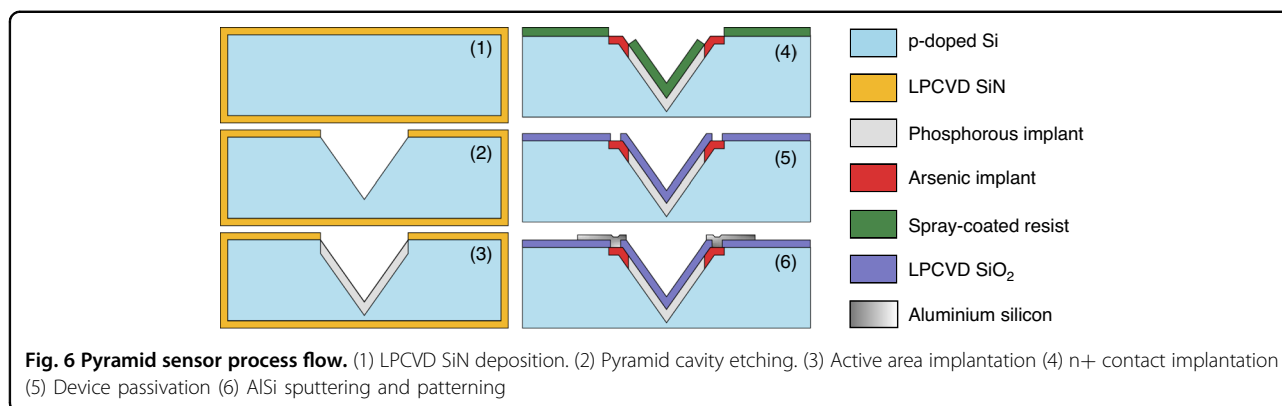 (1)
(2)
(3)
(4)
(5)
(6)
p-doped Si
LPCVD SiN
Phosphorous implant
Arsenic implant
Spray-coated resist
LPCVD SiO₂
Aluminium silicon
Fig. 6 Pyramid sensor process flow. (1) LPCVD SiN deposition. (2) Pyramid cavity etching. (3) Active area implantation (4) n+ contact implantation
(5) Device passivation (6) AlSi sputtering and patterning